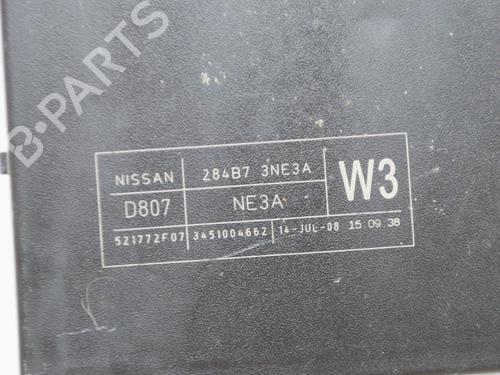 B-PARTS
NISSAN 284B7 3NE3A W3
D807 NE3A
521772F07 3451004662 14-JUL-08 15 09 38